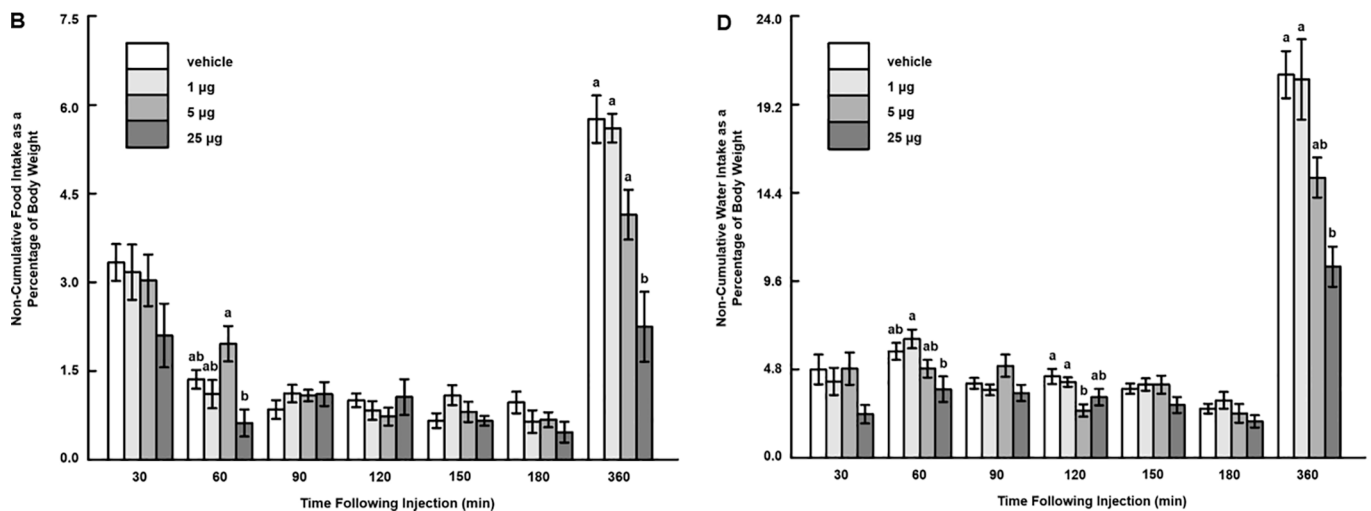 B
Non-Cumulative Food Intake as a
Percentage of Body Weight
7.5
6.0
4.5
3.0
1.5
0.0
vehicle
1 µg
5 µg
25 µg
ab
ab
a
b
a
a
a
b
30
60
90
120
150
180
360
Time Following Injection (min)
D
Non-Cumulative Water Intake as a
Percentage of Body Weight
24.0
19.2
14.4
9.6
4.8
0.0
vehicle
1 µg
5 µg
25 µg
ab
a
ab
b
a
a
b
ab
a
a
ab
b
30
60
90
120
150
180
360
Time Following Injection (min)